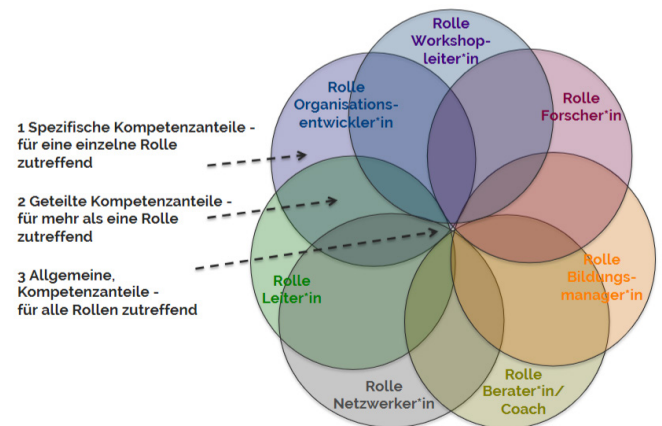 Rolle
Workshop-
leiter*in
Rolle
Organisations-
entwickler*in
Rolle
Forscher*in
1 Spezifische Kompetenzanteile -
für eine einzelne Rolle
zutreffend
2 Geteilte Kompetenzanteile -
für mehr als eine Rolle
zutreffend
3 Allgemeine,
Kompetenzanteile -
für alle Rollen zutreffend
Rolle
Leiter*in
Rolle
Bildungs-
manager*in
Rolle
Netzwerker*in
Rolle
Berater*in/
Coach